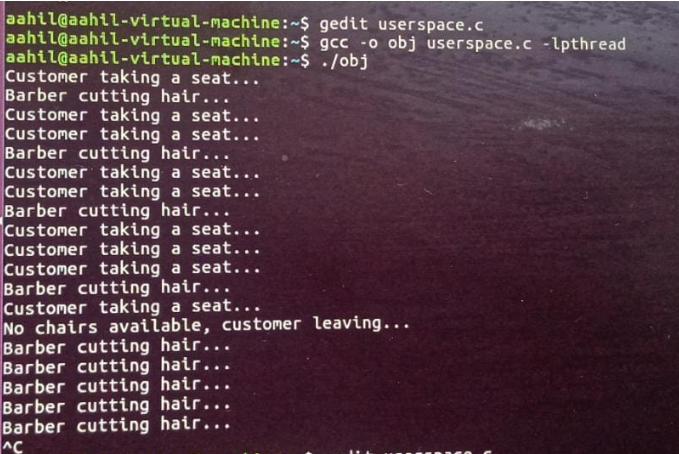 aahil@aahil-virtual-machine:~$ gedit userspace.c
aahil@aahil-virtual-machine:~$ gcc -o obj userspace.c -lpthread
aahil@aahil-virtual-machine:~$ ./obj
Customer taking a seat...
Barber cutting hair...
Customer taking a seat...
Customer taking a seat...
Barber cutting hair...
Customer taking a seat...
Customer taking a seat...
Barber cutting hair...
Customer taking a seat...
Customer taking a seat...
Customer taking a seat...
Barber cutting hair...
Customer taking a seat...
No chairs available, customer leaving...
Barber cutting hair...
Barber cutting hair...
Barber cutting hair...
Barber cutting hair...
Barber cutting hair...
^C